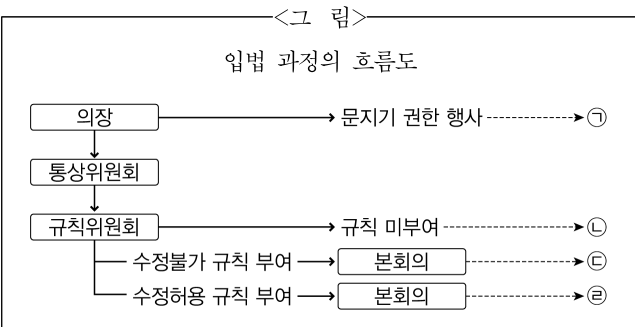 <그 림>
입법 과정의 흐름도
의장 문지기 권한 행사 ㉠
통상위원회
규칙위원회 규칙 미부여 ㉡
수정불가 규칙 부여 본회의 ㉢
수정허용 규칙 부여 본회의 ㉣